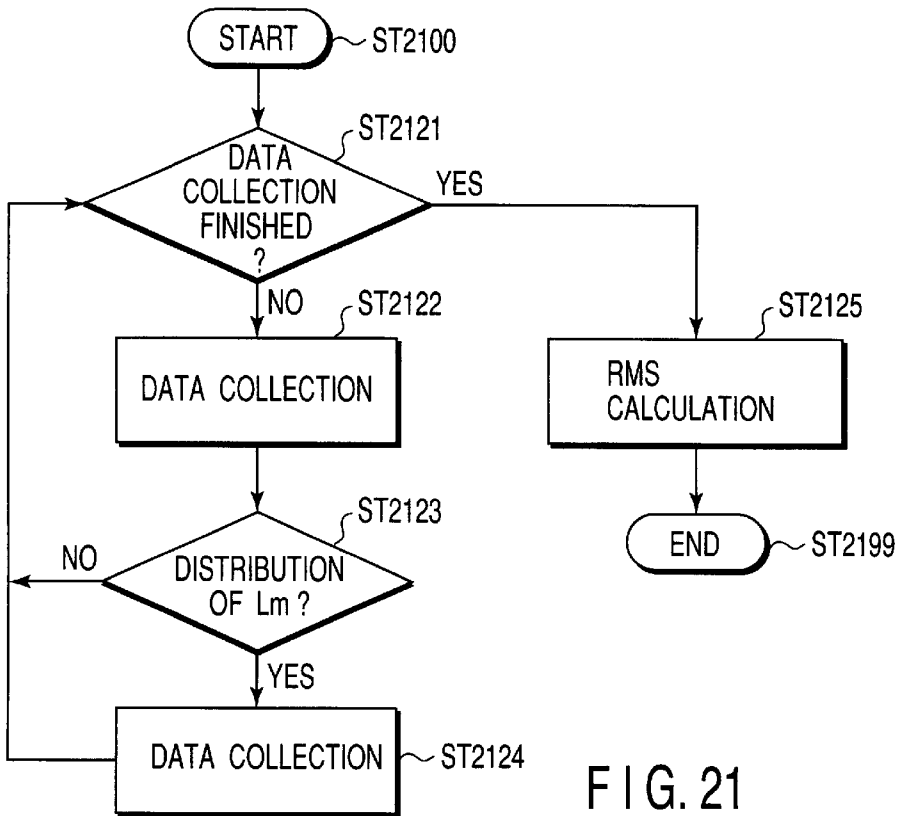 START
ST2100
ST2121
DATA
COLLECTION
FINISHED
?
YES
NO
ST2122
DATA COLLECTION
ST2125
RMS
CALCULATION
ST2123
NO
DISTRIBUTION
OF Lm ?
END
ST2199
YES
DATA COLLECTION
ST2124
FIG. 21